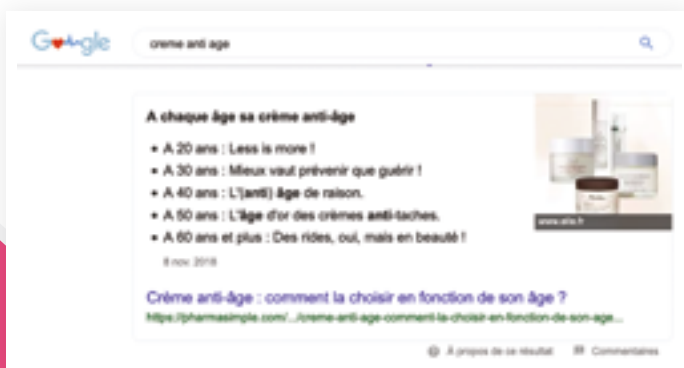 Google
creme anti age
A chaque âge sa crème anti-âge
• A 20 ans : Less is more !
• A 30 ans : Mieux vaut prévenir que guérir !
• A 40 ans : L'(anti) âge de raison.
• A 50 ans : L'âge d'or des crèmes anti-taches.
• A 60 ans et plus : Des rides, oui, mais en beauté !
8 nov. 2018
Crème anti-âge : comment la choisir en fonction de son âge ?
https://pharmasimple.com/.../creme-anti-age-comment-la-choisir-en-fonction-de-son-age...
À propos de ce résultat Commentaires